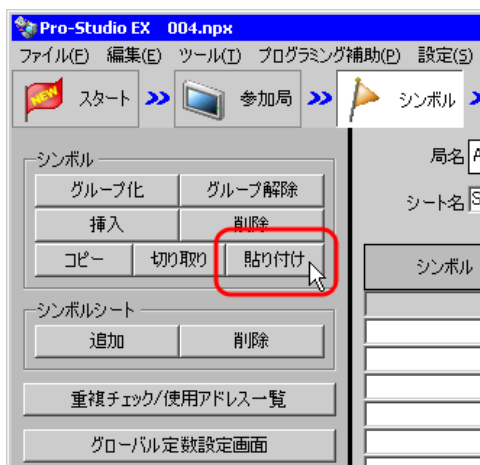 Pro-Studio EX 004.npx
ファイル(F) 編集(E) ツール(T) プログラミング補助(P) 設定(S)
NEW スタート 参加局 シンボル
シンボル
グループ化 グループ解除
挿入 削除
コピー 切り取り 貼り付け
シンボルシート
追加 削除
重複チェック/使用アドレス一覧
グローバル定数設定画面
局名 A
シート名 S
シンボル